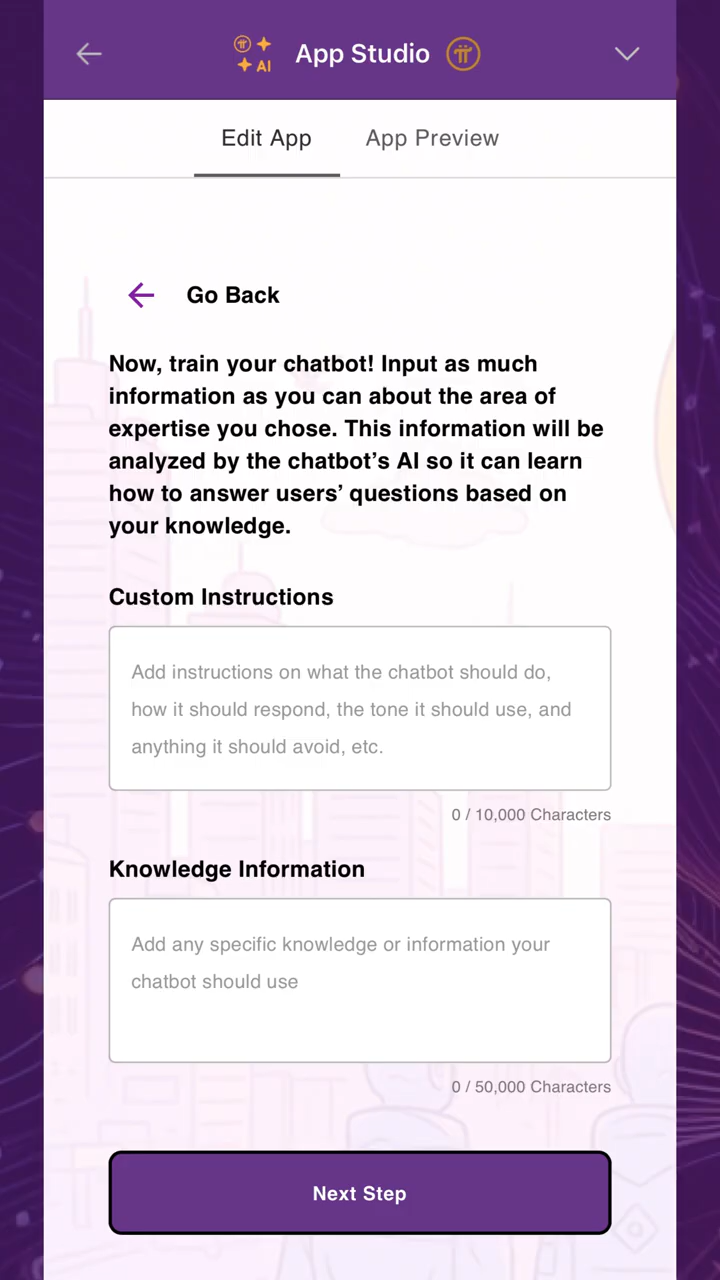 AI
App Studio
Edit App
App Preview
Go Back
Now, train your chatbot! Input as much
information as you can about the area of
expertise you chose. This information will be
analyzed by the chatbot’s AI so it can learn
how to answer users’ questions based on
your knowledge.
Custom Instructions
Add instructions on what the chatbot should do,
how it should respond, the tone it should use, and
anything it should avoid, etc.
0 / 10,000 Characters
Knowledge Information
Add any specific knowledge or information your
chatbot should use
0 / 50,000 Characters
Next Step